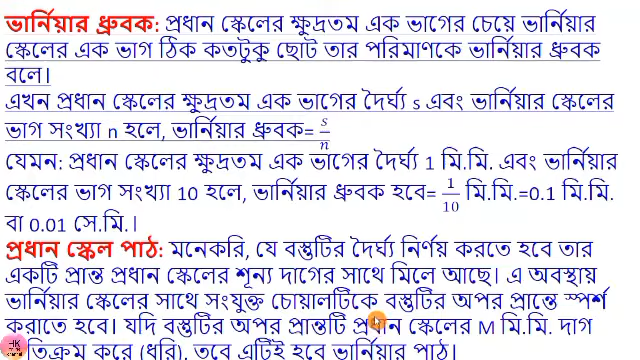 ভার্নিয়ার ধ্রুবক: প্রধান স্কেলের ক্ষুদ্রতম এক ভাগের চেয়ে ভার্নিয়ার
স্কেলের এক ভাগ ঠিক কতটুকু ছোট তার পরিমাণকে ভার্নিয়ার ধ্রুবক
বলে।
এখন প্রধান স্কেলের ক্ষুদ্রতম এক ভাগের দৈর্ঘ্য s এবং ভার্নিয়ার স্কেলের
ভাগ সংখ্যা n হলে, ভার্নিয়ার ধ্রুবক= s/n
যেমন: প্রধান স্কেলের ক্ষুদ্রতম এক ভাগের দৈর্ঘ্য 1 মি.মি. এবং ভার্নিয়ার
স্কেলের ভাগ সংখ্যা 10 হলে, ভার্নিয়ার ধ্রুবক হবে= 1/10 মি.মি.=0.1 মি.মি.
বা 0.01 সে.মি.।
প্রধান স্কেল পাঠ: মনেকরি, যে বস্তুটির দৈর্ঘ্য নির্ণয় করতে হবে তার
একটি প্রান্ত প্রধান স্কেলের শূন্য দাগের সাথে মিলে আছে। এ অবস্থায়
ভার্নিয়ার স্কেলের সাথে সংযুক্ত চোয়ালটিকে বস্তুটির অপর প্রান্তে স্পর্শ
করাতে হবে। যদি বস্তুটির অপর প্রান্তটি প্রধান স্কেলের M মি.মি. দাগ
করে (ধরি), তবে এটিই হবে ভার্নিয়ার পাঠ।